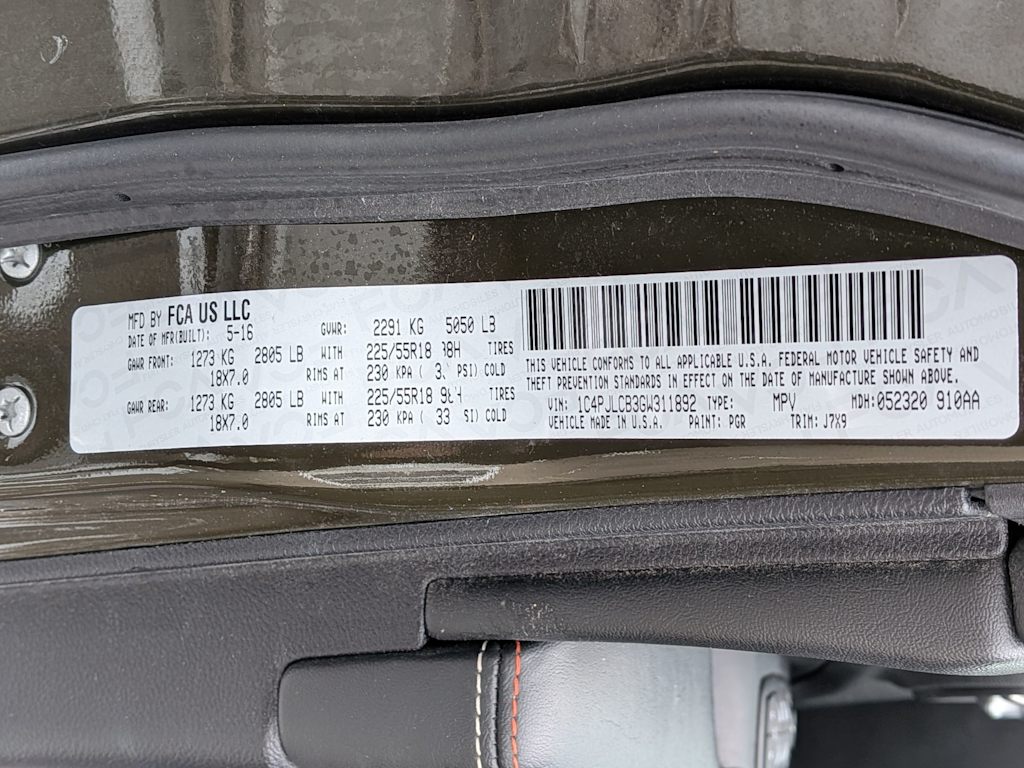 MFD BY FCA US LLC
DATE OF MFR(BUILT): 5-16 GVWR: 2291 KG 5050 LB
GAWR FRONT: 1273 KG 2805 LB WITH 225/55R18 98H TIRES
18X7.0 RIMS AT 230 KPA ( PSI) COLD
GAWR REAR: 1273 KG 2805 LB WITH 225/55R18 TIRES
18X7.0 RIMS AT 230 KPA ( 33 SI) COLD
THIS VEHICLE CONFORMS TO ALL APPLICABLE U.S.A. FEDERAL MOTOR VEHICLE SAFETY AND
THEFT PREVENTION STANDARDS IN EFFECT ON THE DATE OF MANUFACTURE SHOWN ABOVE.
VIN: 1C4PJLCB3GW311892 TYPE: MPV MDH: 052320 910AA
VEHICLE MADE IN U.S.A. PAINT: PGR TRIM: J7X9